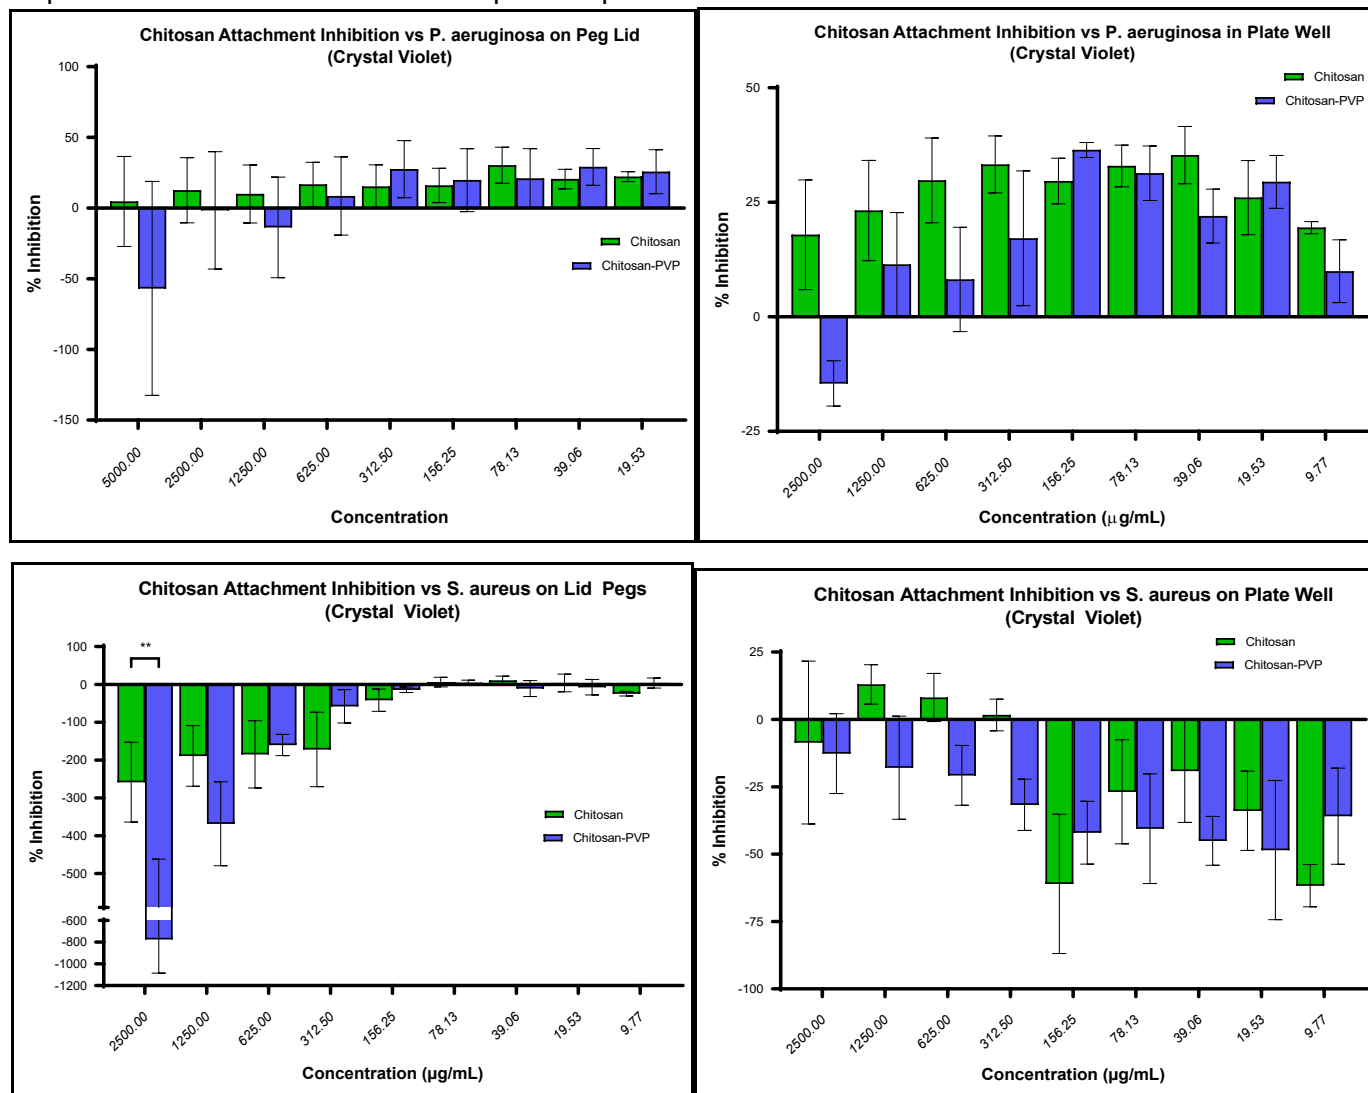 Chitosan Attachment Inhibition vs P. aeruginosa on Peg Lid
(Crystal Violet)
100
50
0
-50
-100
-150
% Inhibition
Chitosan
Chitosan-PVP
5000.00
2500.00
1250.00
625.00
312.50
156.25
78.13
39.06
19.53
Concentration
Chitosan Attachment Inhibition vs P. aeruginosa in Plate Well
(Crystal Violet)
Chitosan
Chitosan-PVP
50
25
0
-25
% Inhibition
2500.00
1250.00
625.00
312.50
156.25
78.13
39.06
19.53
9.77
Concentration (μg/mL)
Chitosan Attachment Inhibition vs S. aureus on Lid Pegs
(Crystal Violet)
**
100
0
-100
-200
-300
-400
-500
-600
-800
-1000
-1200
% Inhibition
Chitosan
Chitosan-PVP
2500.00
1250.00
625.00
312.50
156.25
78.13
39.06
19.53
9.77
Concentration (µg/mL)
Chitosan Attachment Inhibition vs S. aureus on Plate Well
(Crystal Violet)
Chitosan
Chitosan-PVP
25
0
-25
-50
-75
-100
% Inhibition
2500.00
1250.00
625.00
312.50
156.25
78.13
39.06
19.53
9.77
Concentration (µg/mL)